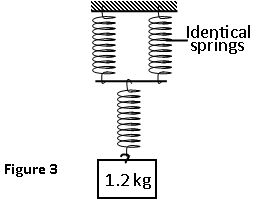 Identical
springs
Figure 3
1.2 kg